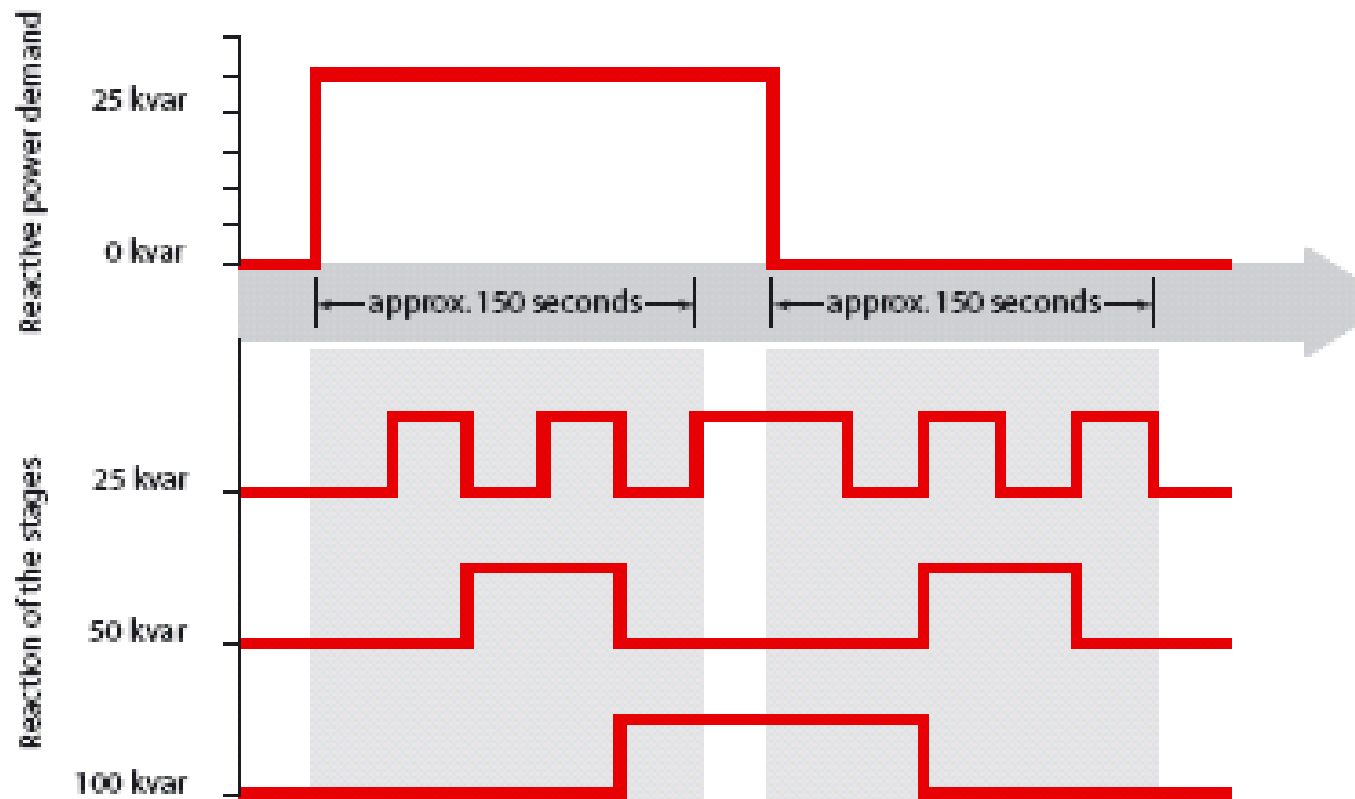 Reactive power demand
25 kvar
0 kvar
approx. 150 seconds
approx. 150 seconds
Reaction of the stages
25 kvar
50 kvar
100 kvar